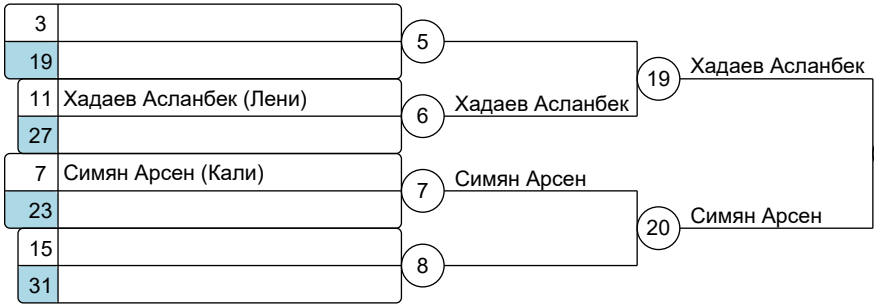 3
5
19
19 Хадаев Асланбек
11 Хадаев Асланбек (Лени)
6 Хадаев Асланбек
27
7 Симян Арсен (Кали)
7 Симян Арсен
23
20 Симян Арсен
15
8
31